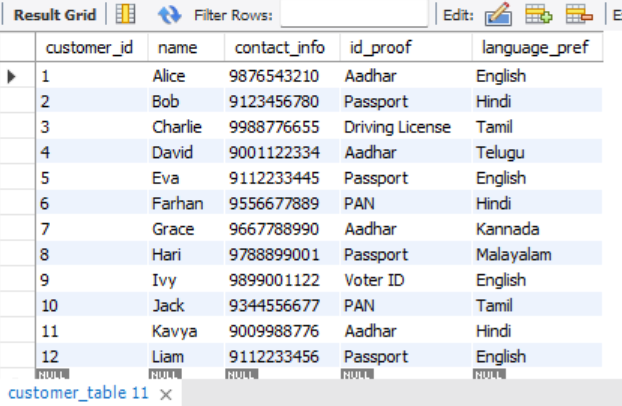 Result Grid Filter Rows: Edit:
customer_id name contact_info id_proof language_pref
1 Alice 9876543210 Aadhar English
2 Bob 9123456780 Passport Hindi
3 Charlie 9988776655 Driving License Tamil
4 David 9001122334 Aadhar Telugu
5 Eva 9112233445 Passport English
6 Farhan 9556677889 PAN Hindi
7 Grace 9667788990 Aadhar Kannada
8 Hari 9788899001 Passport Malayalam
9 Ivy 9899001122 Voter ID English
10 Jack 9344556677 PAN Tamil
11 Kavya 9009988776 Aadhar Hindi
12 Liam 9112233456 Passport English
NULL NULL NULL NULL NULL
customer_table 11